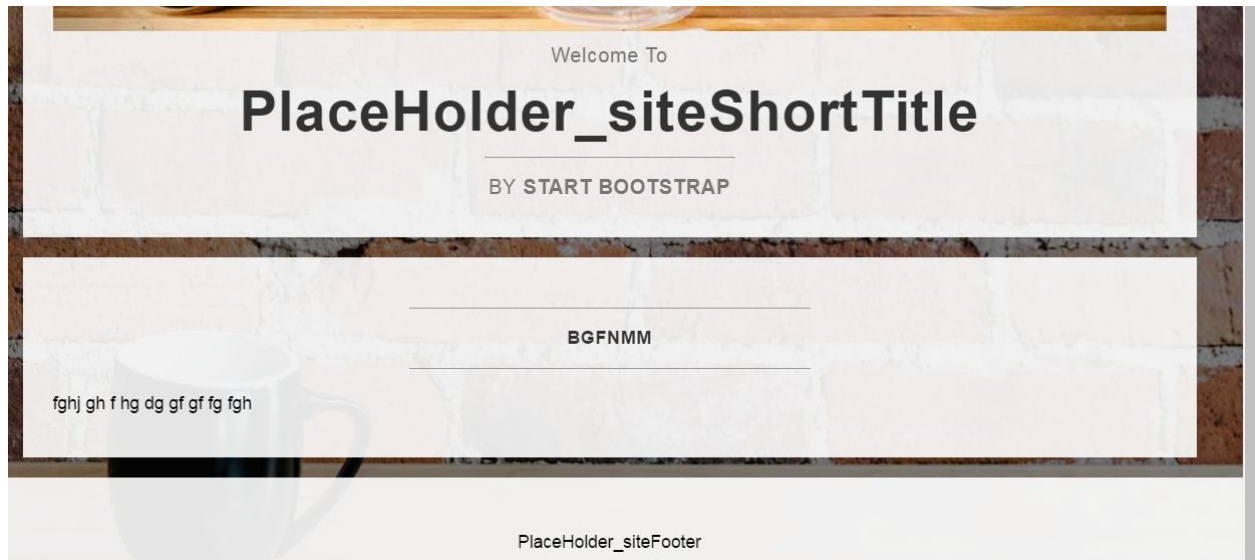 Welcome To
PlaceHolder_siteShortTitle
BY START BOOTSTRAP
BGFNMM
fghj gh f hg dg gf gf fg fgh
PlaceHolder_siteFooter